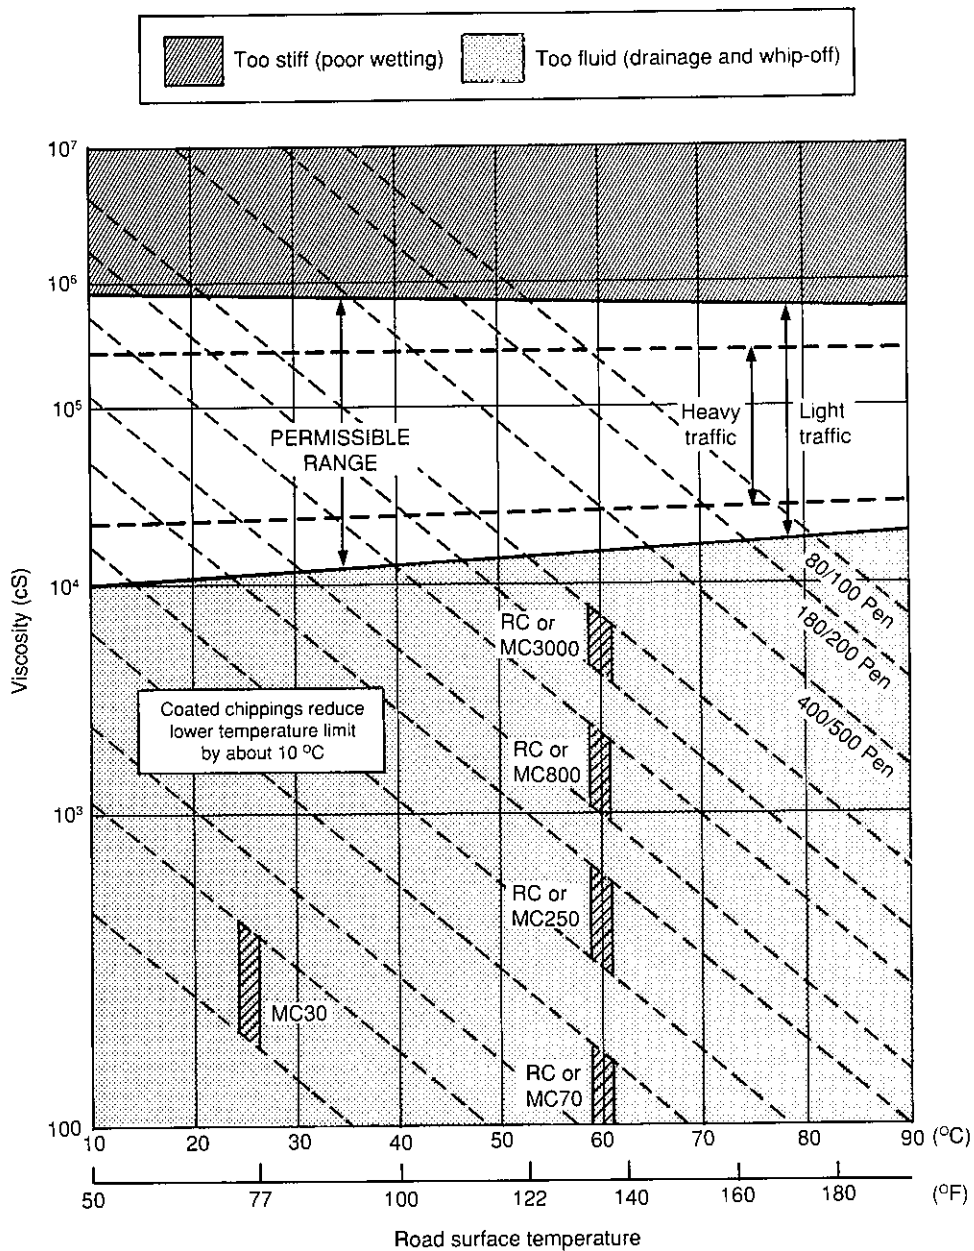 Too stiff (poor wetting)
Too fluid (drainage and whip-off)
10⁷
10⁶
10⁵
10⁴
10³
100
Viscosity (cS)
PERMISSIBLE
RANGE
Heavy
traffic
Light
traffic
80/100 Pen
180/200 Pen
400/500 Pen
RC or
MC3000
Coated chippings reduce
lower temperature limit
by about 10 °C
RC or
MC800
RC or
MC250
MC30
RC or
MC70
10 20 30 40 50 60 70 80 90 (°C)
50 77 100 122 140 160 180 (°F)
Road surface temperature